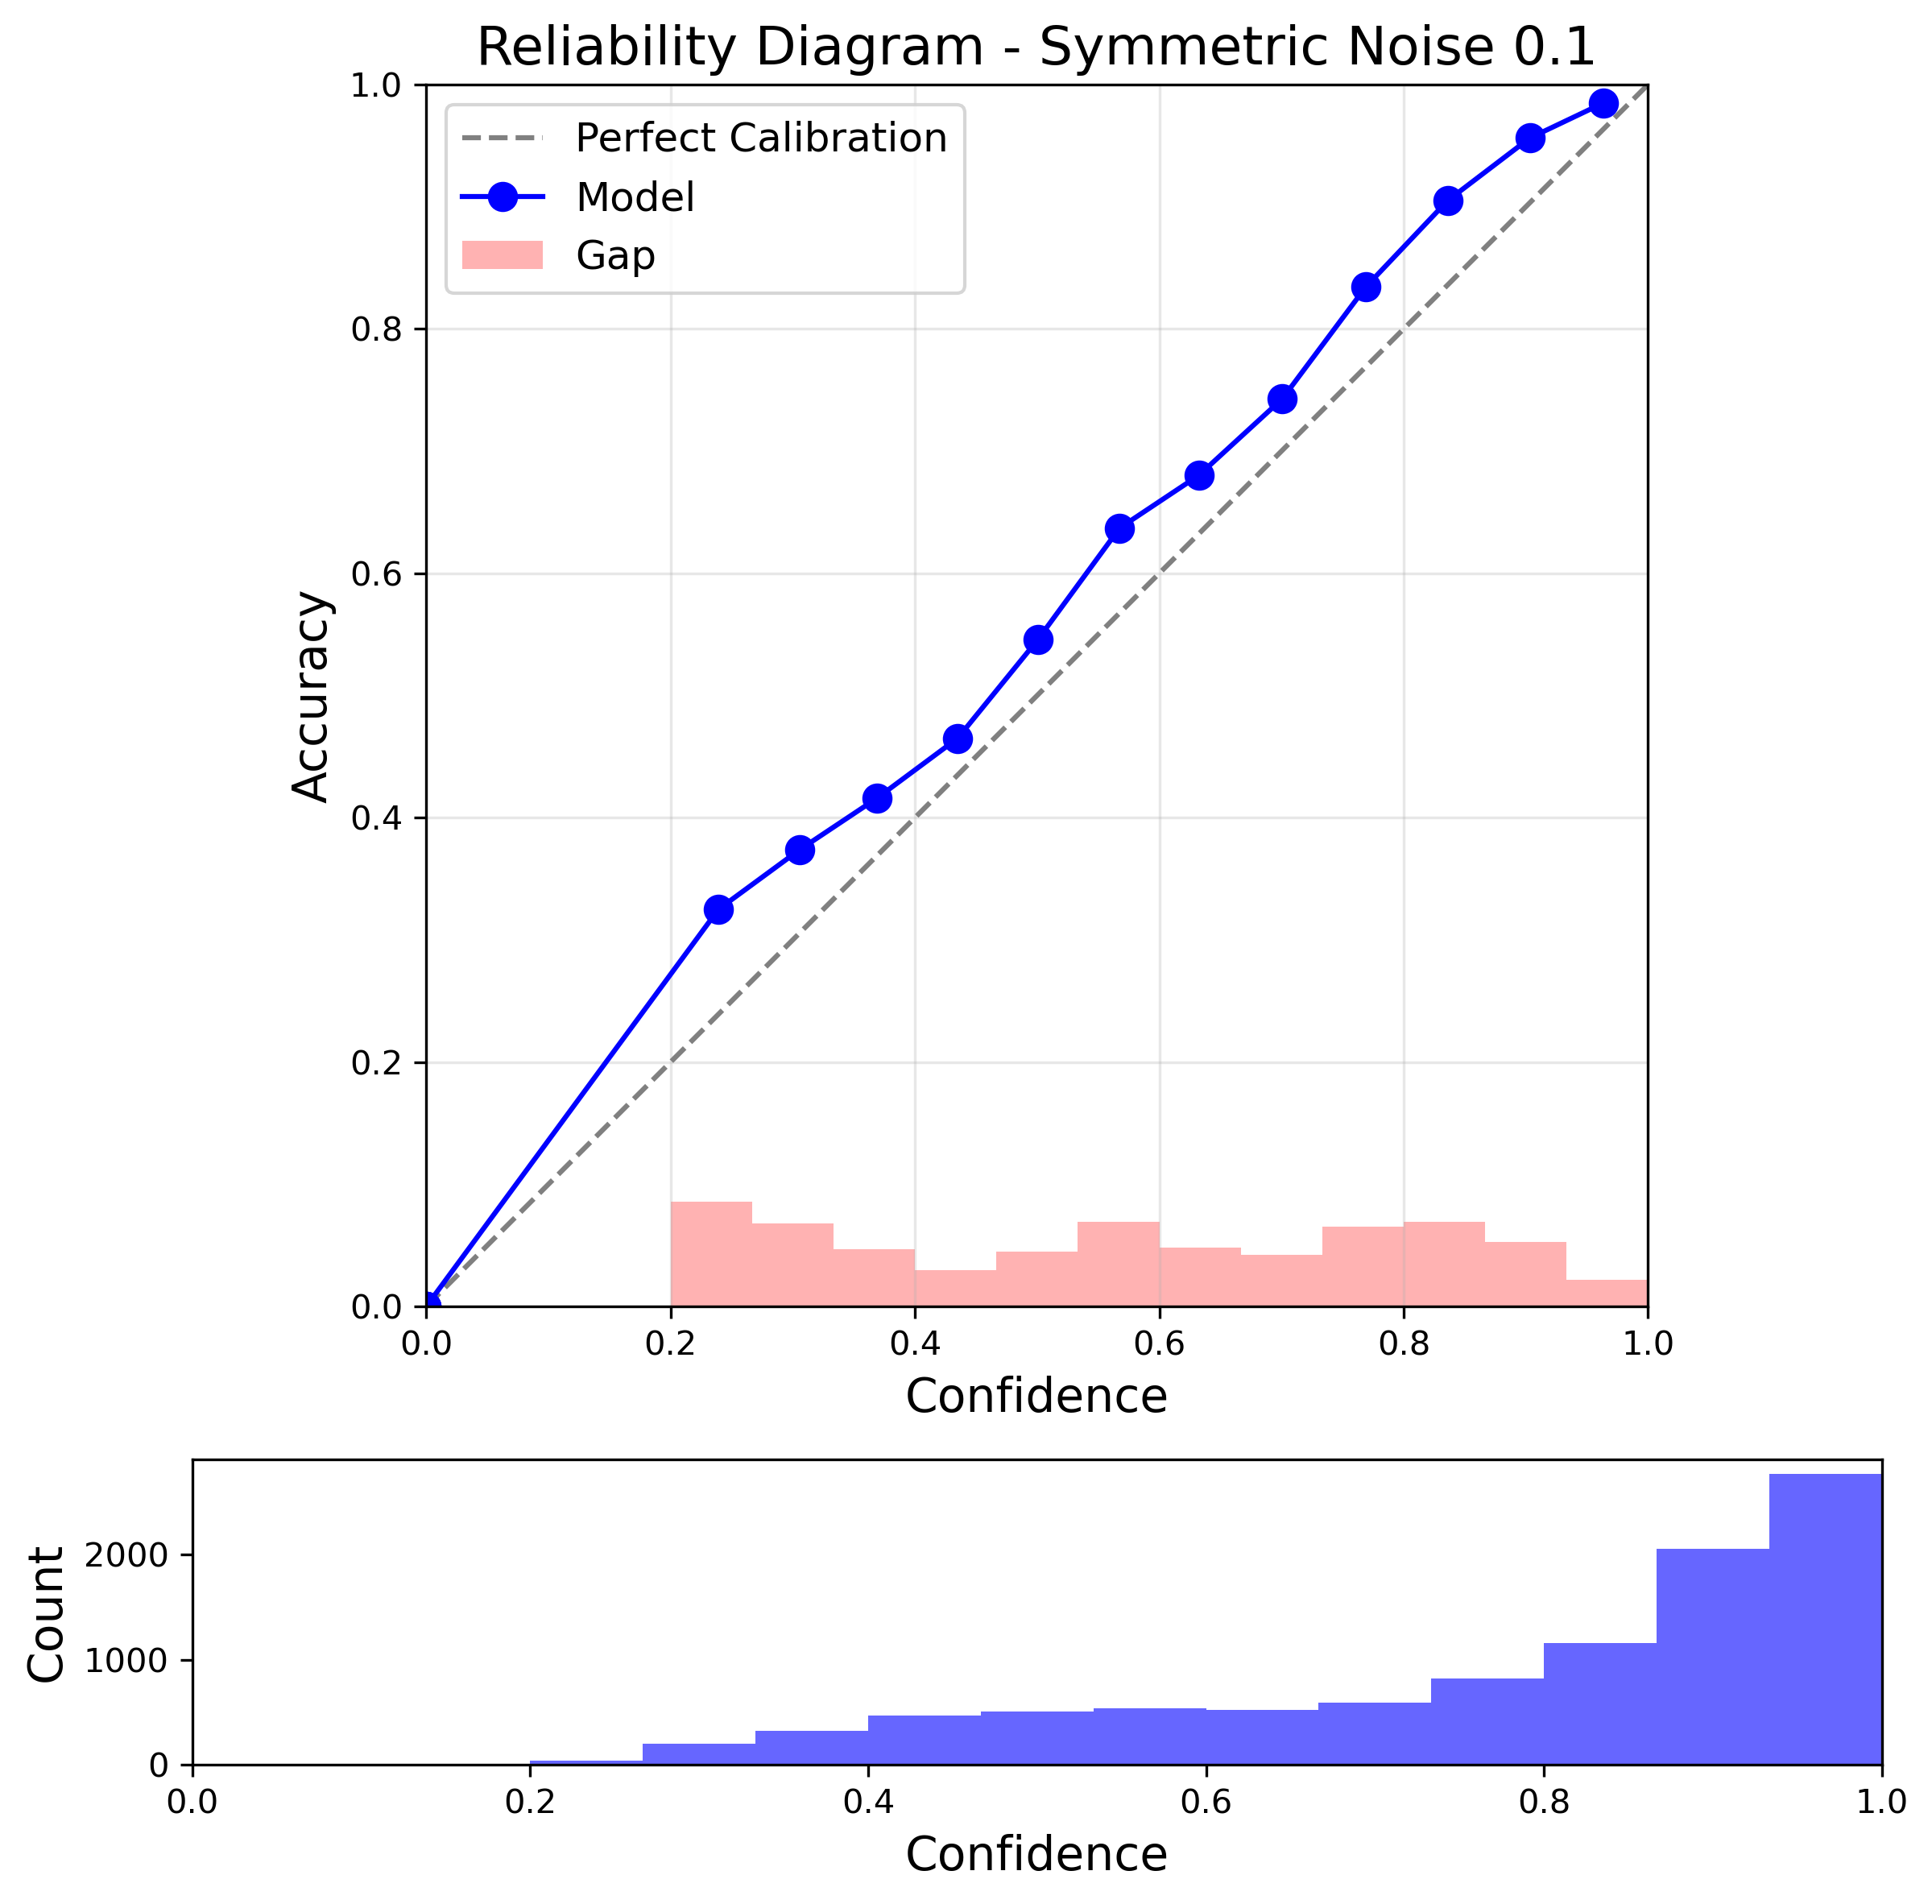 Reliability Diagram - Symmetric Noise 0.1
1.0
0.8
0.6
0.4
0.2
0.0
Accuracy
Perfect Calibration
Model
Gap
0.0 0.2 0.4 0.6 0.8 1.0
Confidence
2000
1000
0
Count
0.0 0.2 0.4 0.6 0.8 1.0
Confidence